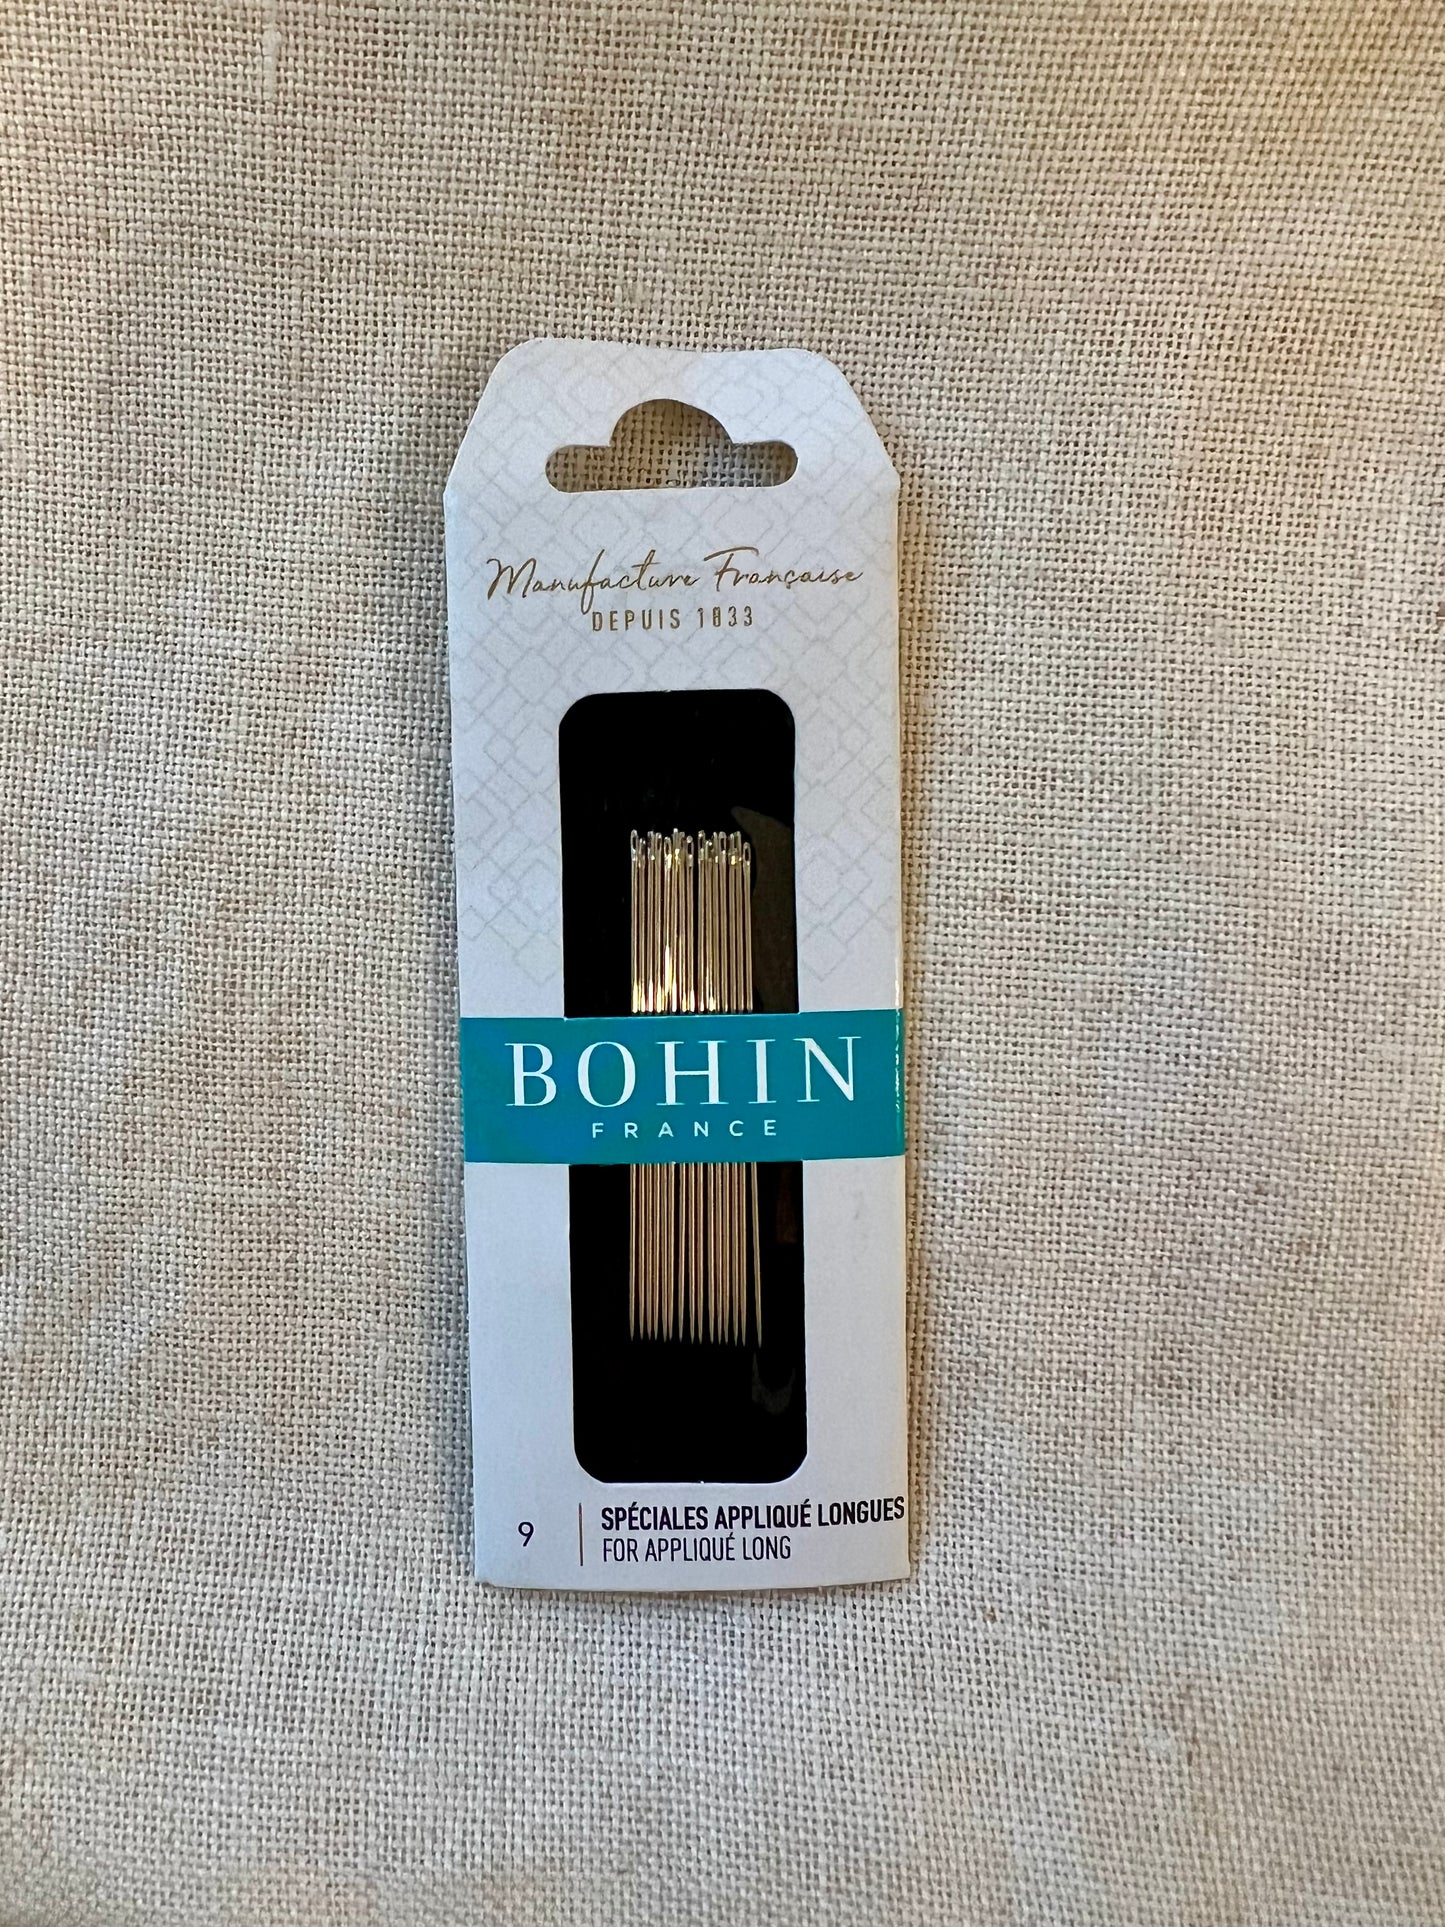 Manufacture Française
DEPUIS 1833
BOHIN
FRANCE
9
SPÉCIALES APPLIQUÉ LONGUES
FOR APPLIQUÉ LONG